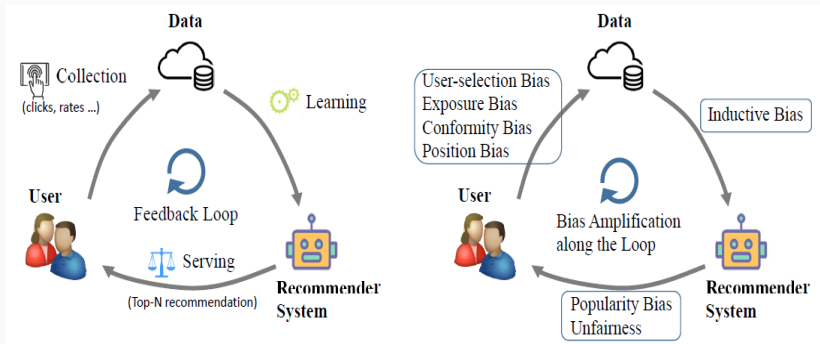 Data
Collection
(clicks, rates ...)
Learning
User
Feedback Loop
Serving
(Top-N recommendation)
Recommender
System
Data
User-selection Bias
Exposure Bias
Conformity Bias
Position Bias
Inductive Bias
User
Bias Amplification
along the Loop
Popularity Bias
Unfairness
Recommender
System